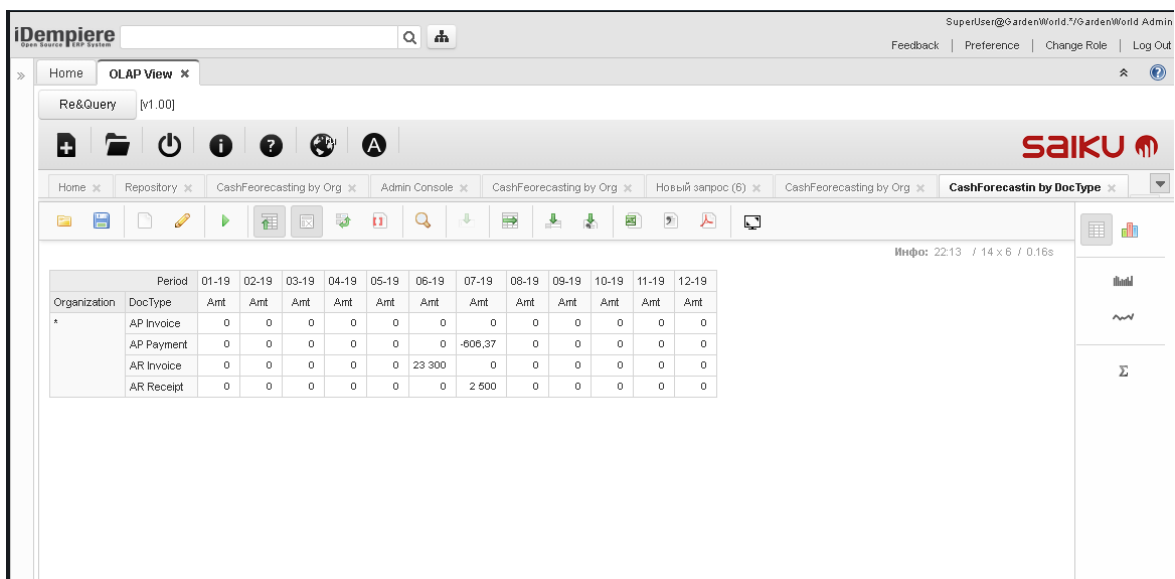 SuperUser@GardenWorld.*/GardenWorld Admin
iDempiere
Open Source ERP System
Feedback | Preference | Change Role | Log Out
Home OLAP View
Re&Query [v1.00]
saiku
Home Repository CashFeorecasting by Org Admin Console CashFeorecasting by Org Новый запрос (6) CashFeorecasting by Org CashForecastin by DocType
Инфо: 22:13 / 14 x 6 / 0.16s
Period 01-19 02-19 03-19 04-19 05-19 06-19 07-19 08-19 09-19 10-19 11-19 12-19
Organization DocType Amt Amt Amt Amt Amt Amt Amt Amt Amt Amt Amt Amt
* AP Invoice 0 0 0 0 0 0 0 0 0 0 0 0
AP Payment 0 0 0 0 0 0 -606,37 0 0 0 0 0
AR Invoice 0 0 0 0 0 23 300 0 0 0 0 0 0
AR Receipt 0 0 0 0 0 0 2 500 0 0 0 0 0